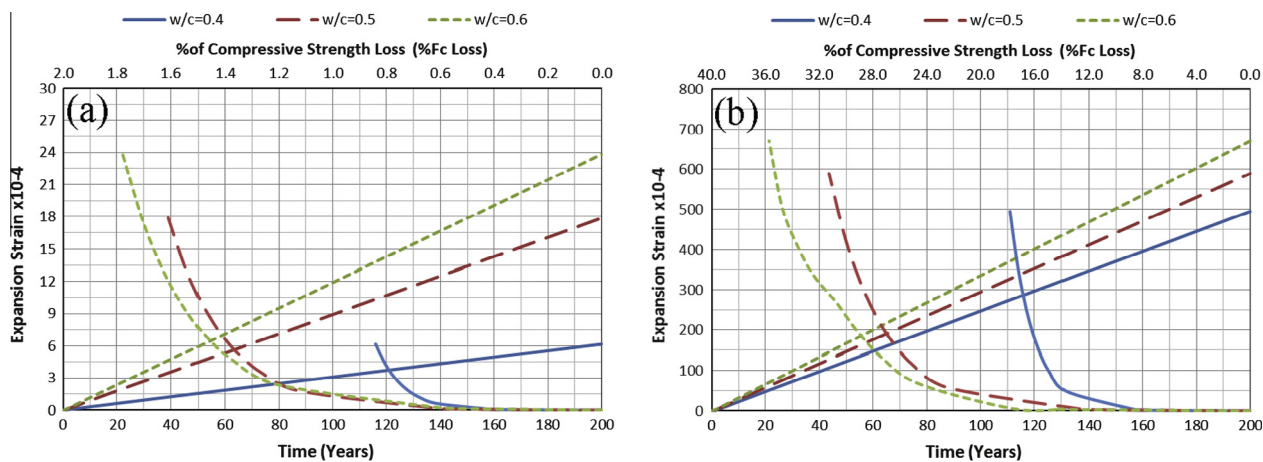 w/c=0.4 w/c=0.5 w/c=0.6
%of Compressive Strength Loss (%Fc Loss)
2.0 1.8 1.6 1.4 1.2 1.0 0.8 0.6 0.4 0.2 0.0
(a)
Expansion Strain x10-4
30
27
24
21
18
15
12
9
6
3
0
0 20 40 60 80 100 120 140 160 180 200
Time (Years)
w/c=0.4 w/c=0.5 w/c=0.6
%of Compressive Strength Loss (%Fc Loss)
40.0 36.0 32.0 28.0 24.0 20.0 16.0 12.0 8.0 4.0 0.0
(b)
Expansion Strain x10-4
800
700
600
500
400
300
200
100
0
0 20 40 60 80 100 120 140 160 180 200
Time (Years)